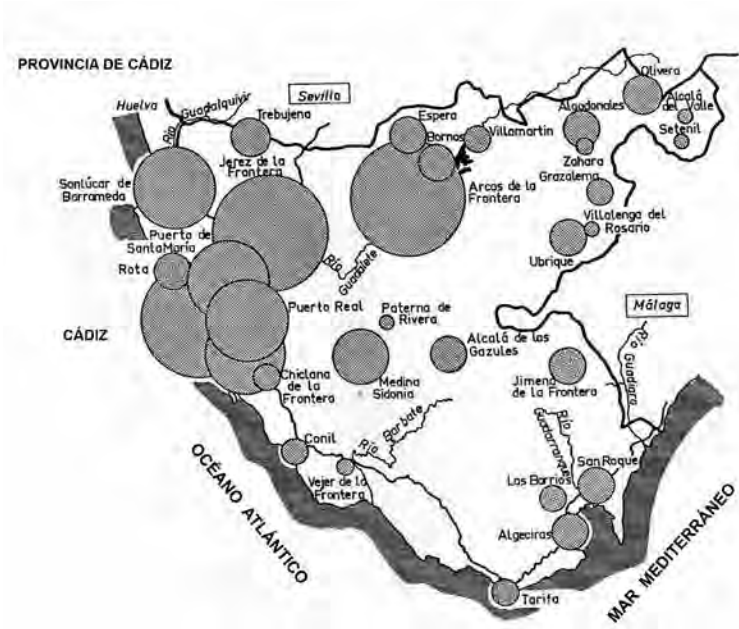 PROVINCIA DE CÁDIZ
Huelva
Río
Guadalquivir
Sevilla
Trebujena
Jerez de la
Frontera
Espera
Bornos
Villamartin
Algodonales
Olivera
Alcalá
del Valle
Setenil
Zahara
Grazalema
Sanlúcar de
Barrameda
Arcos de la
Frontera
Villalenga del
Rosario
Ubrique
Puerto de
Santa María
Rota
Río
Guadalete
Puerto Real
CÁDIZ
Paterna de
Rivera
Málaga
Río
Guadiaro
Alcalá de los
Gazules
Chiclana
de la
Frontera
Medina
Sidonia
Jimena
de la Frontera
Río
Barbate
Río
Guadarranque
Conil
Vejer de la
Frontera
San Roque
Los Barrios
Algeciras
OCÉANO ATLÁNTICO
Tarifa
MAR MEDITERRÁNEO